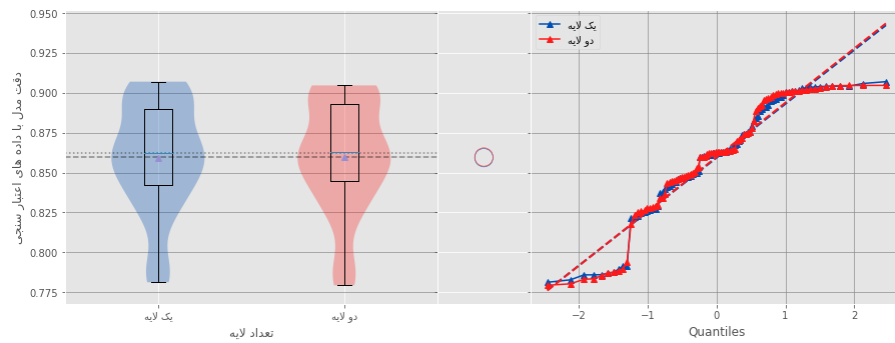 دفت مدل با داده های اعتبار سنجی
0.950
0.925
0.900
0.875
0.850
0.825
0.800
0.775
یک لایه
دو لایه
تعداد لایه
یک لایه
دو لایه
−2
−1
0
1
2
Quantiles